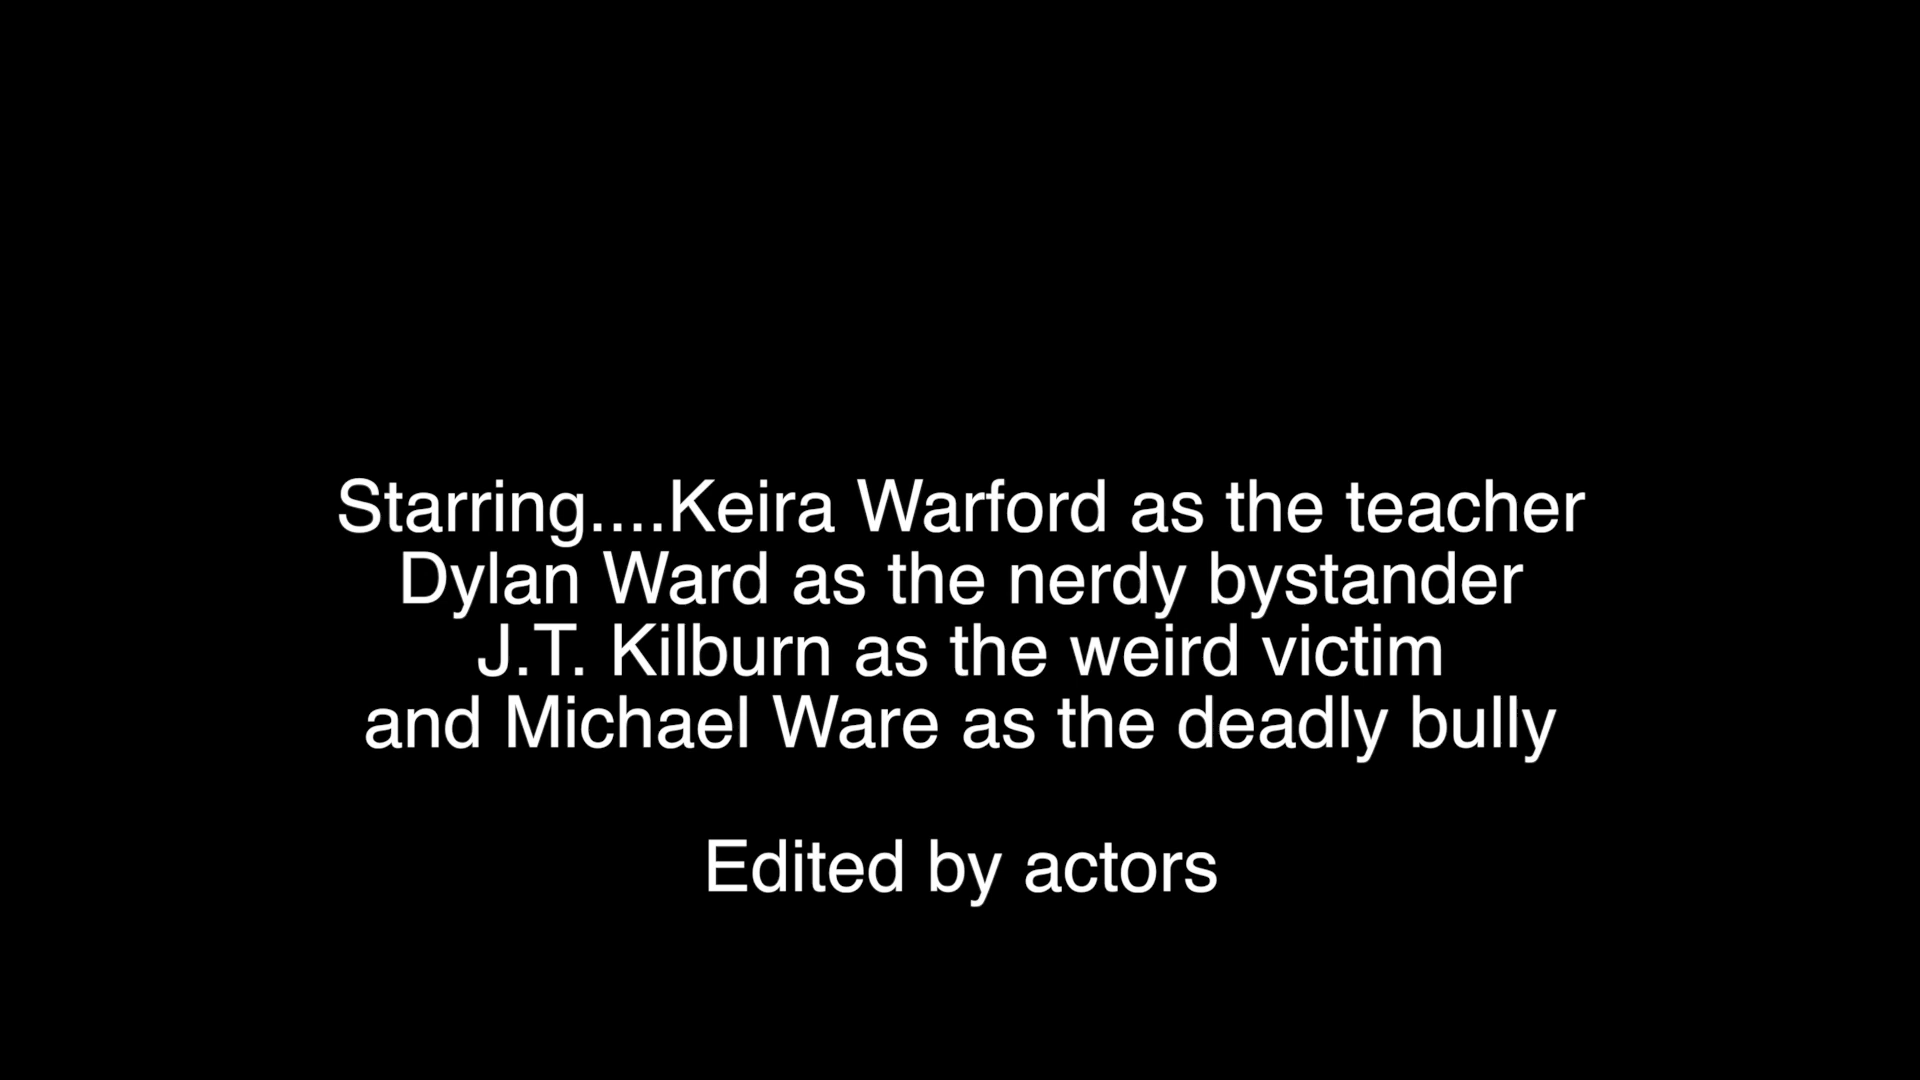 Starring....Keira Warford as the teacher
Dylan Ward as the nerdy bystander
J.T. Kilburn as the weird victim
and Michael Ware as the deadly bully
Edited by actors